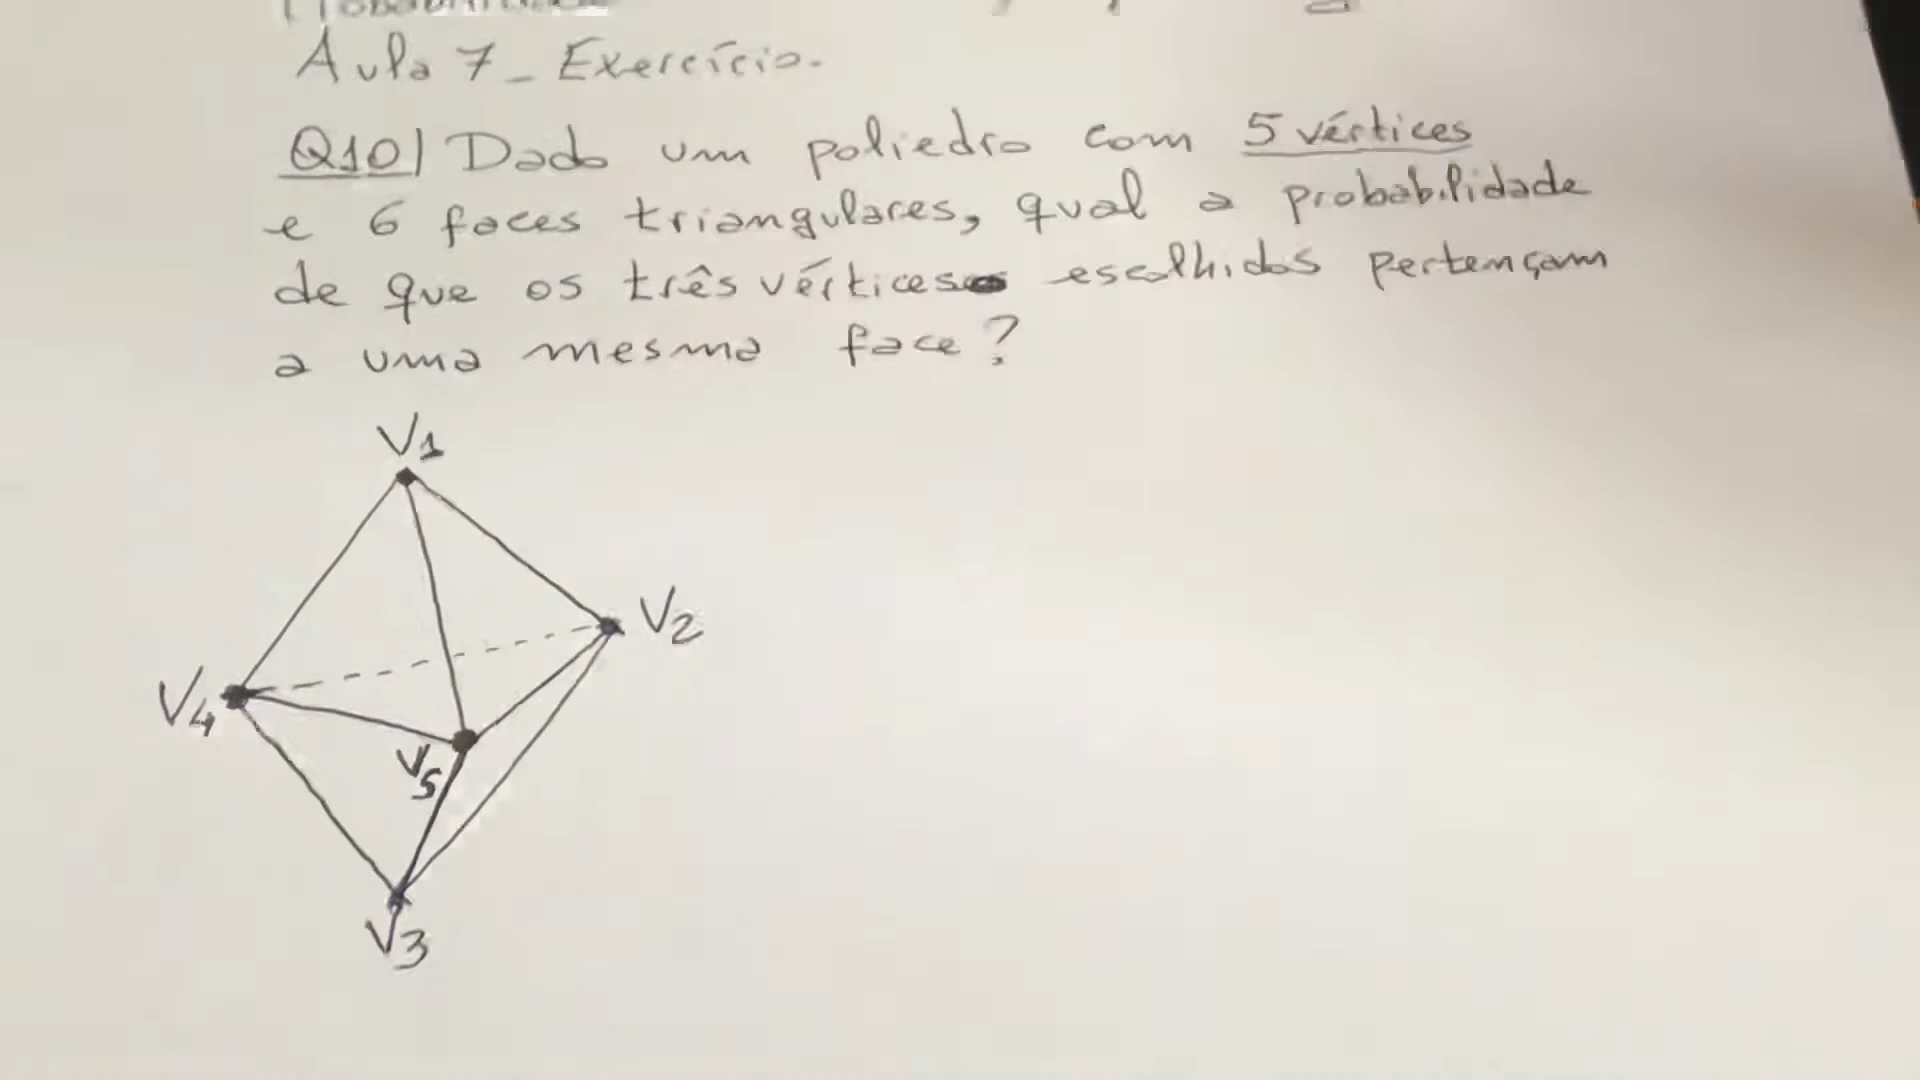 Aula 7 - Exercício.
Q10) Dado um poliedro com 5 vértices
e 6 faces triangulares, qual a probabilidade
de que os três vértices escolhidos pertençam
a uma mesma face?
V1
V2
V4
V5
V3